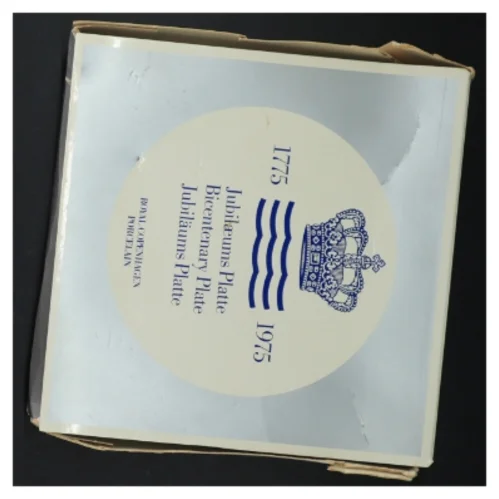 1775 1975
Jubilæums Platte
Bicentenary Plate
Jubiläums Platte
ROYAL COPENHAGEN
PORCELAIN